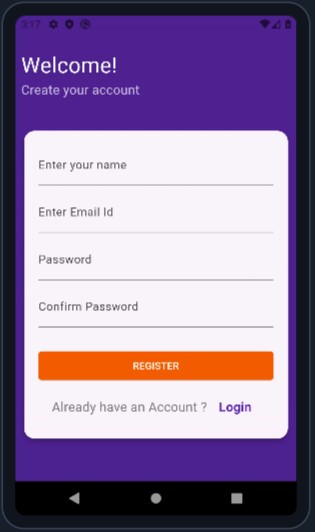 3:17
Welcome!
Create your account
Enter your name
Enter Email Id
Password
Confirm Password
REGISTER
Already have an Account ? Login